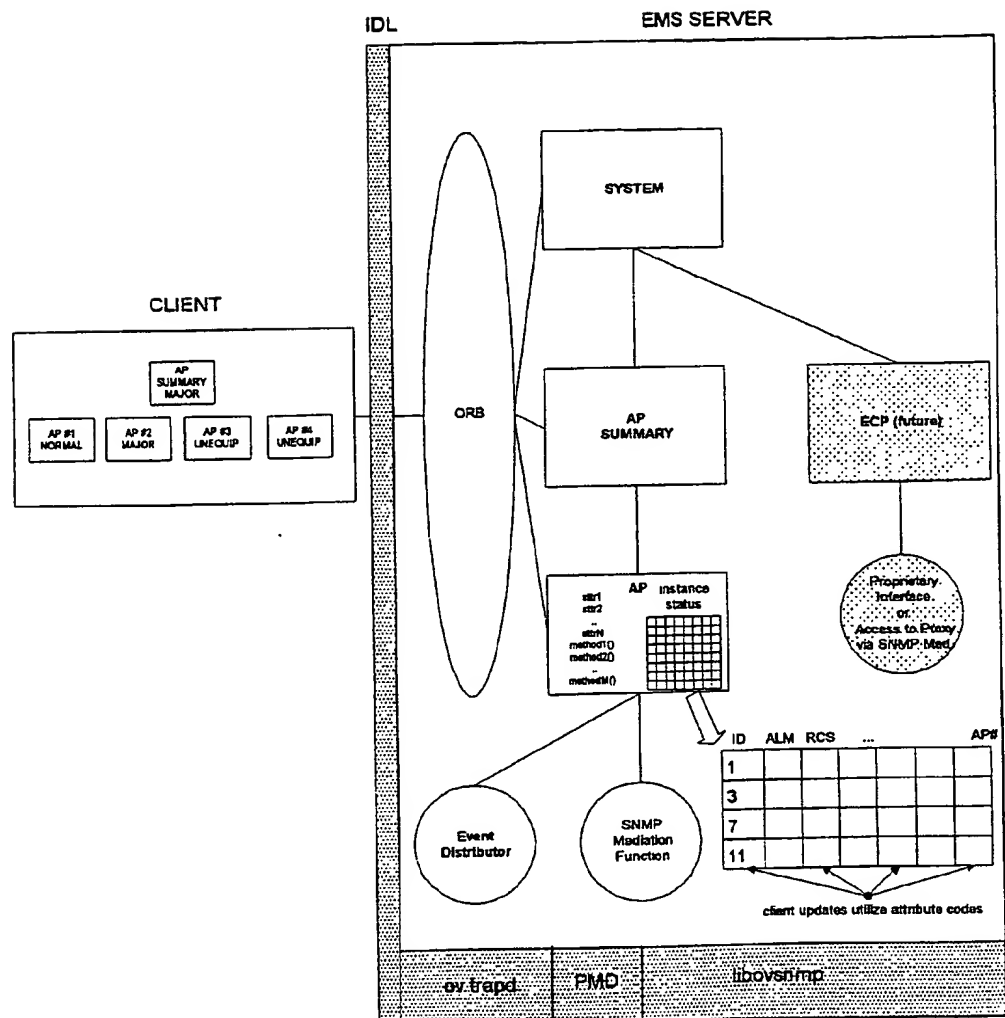 IDL
EMS SERVER
SYSTEM
CLIENT
AP
SUMMARY
MAJOR
AP #1
NORMAL
AP #2
MAJOR
AP #3
UNEQUIP
AP #4
UNEQUIP
ORB
AP
SUMMARY
ECP (future)
AP
instance
status
attr1
attr2
...
attrN
method1()
method2()
...
methodM()
Proprietary
Interface
or
Access to Proxy
via SNMP Med.
ID
ALM
RCS
...
AP#
1
3
7
11
Event
Distributor
SNMP
Mediation
Function
client updates utilize attribute codes
ov trapd
PMD
libovsnmp